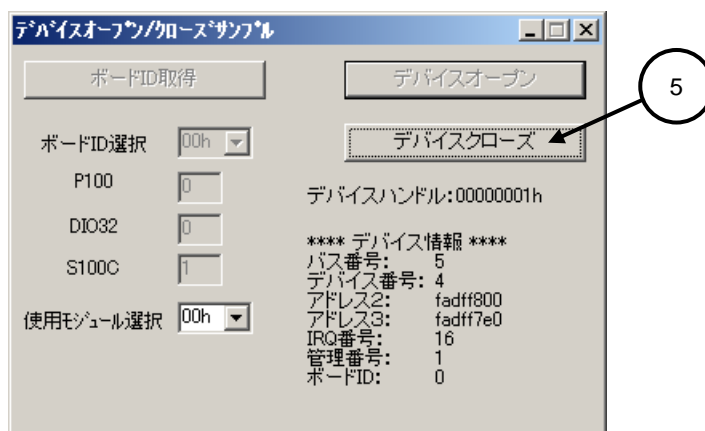 ﾃﾞﾊﾞｲｽｵｰﾌﾟﾝ/ｸﾛｰｽﾞｻﾝﾌﾟﾙ
ボードID取得
デバイスオープン
5
ボードID選択 00h
デバイスクローズ
P100 0
デバイスハンドル:00000001h
DIO32 0
S100C 1
使用ﾓｼﾞｭｰﾙ選択 00h
**** デバイス情報 ****
バス番号: 5
デバイス番号: 4
アドレス2: fadff800
アドレス3: fadff7e0
IRQ番号: 16
管理番号: 1
ボードID: 0